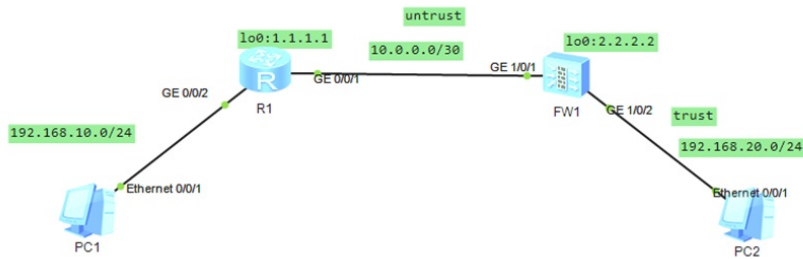 untrust
lo0:1.1.1.1
10.0.0.0/30
lo0:2.2.2.2
GE 0/0/2
R
GE 0/0/1
GE 1/0/1
R1
FW1
GE 1/0/2
trust
192.168.10.0/24
192.168.20.0/24
Ethernet 0/0/1
Ethernet 0/0/1
PC1
PC2